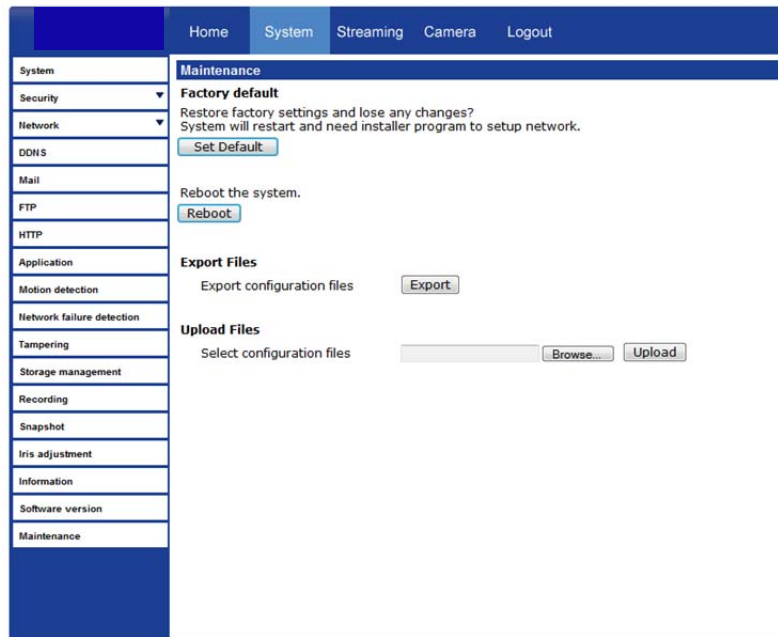 Home System Streaming Camera Logout
System
Security
Network
DDNS
Mail
FTP
HTTP
Application
Motion detection
Network failure detection
Tampering
Storage management
Recording
Snapshot
Iris adjustment
Information
Software version
Maintenance
Maintenance
Factory default
Restore factory settings and lose any changes?
System will restart and need installer program to setup network.
Set Default
Reboot the system.
Reboot
Export Files
Export configuration files Export
Upload Files
Select configuration files Browse... Upload